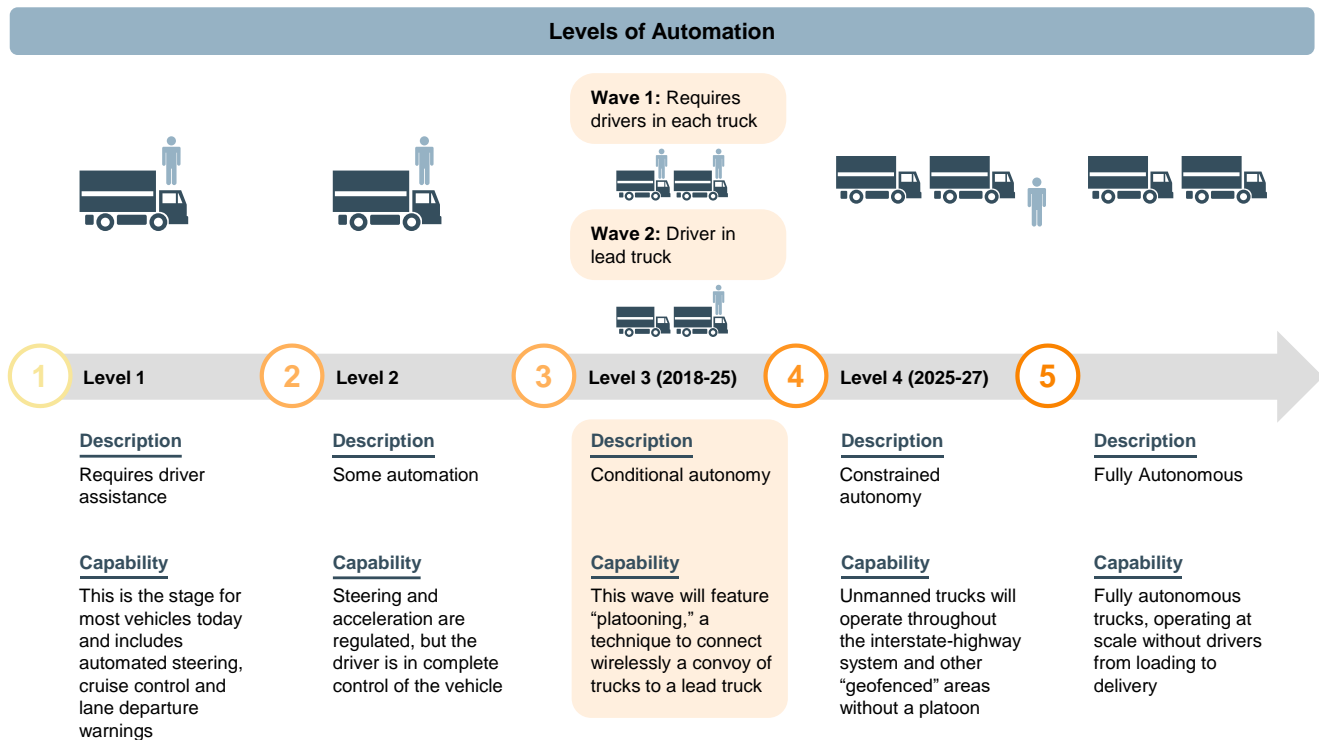 Levels of Automation
Wave 1: Requires
drivers in each truck
Wave 2: Driver in
lead truck
1
Level 1
2
Level 2
3
Level 3 (2018-25)
4
Level 4 (2025-27)
5
Description
Requires driver
assistance
Capability
This is the stage for
most vehicles today
and includes
automated steering,
cruise control and
lane departure
warnings
Description
Some automation
Capability
Steering and
acceleration are
regulated, but the
driver is in complete
control of the vehicle
Description
Conditional autonomy
Capability
This wave will feature
“platooning,” a
technique to connect
wirelessly a convoy of
trucks to a lead truck
Description
Constrained
autonomy
Capability
Unmanned trucks will
operate throughout
the interstate-highway
system and other
“geofenced” areas
without a platoon
Description
Fully Autonomous
Capability
Fully autonomous
trucks, operating at
scale without drivers
from loading to
delivery